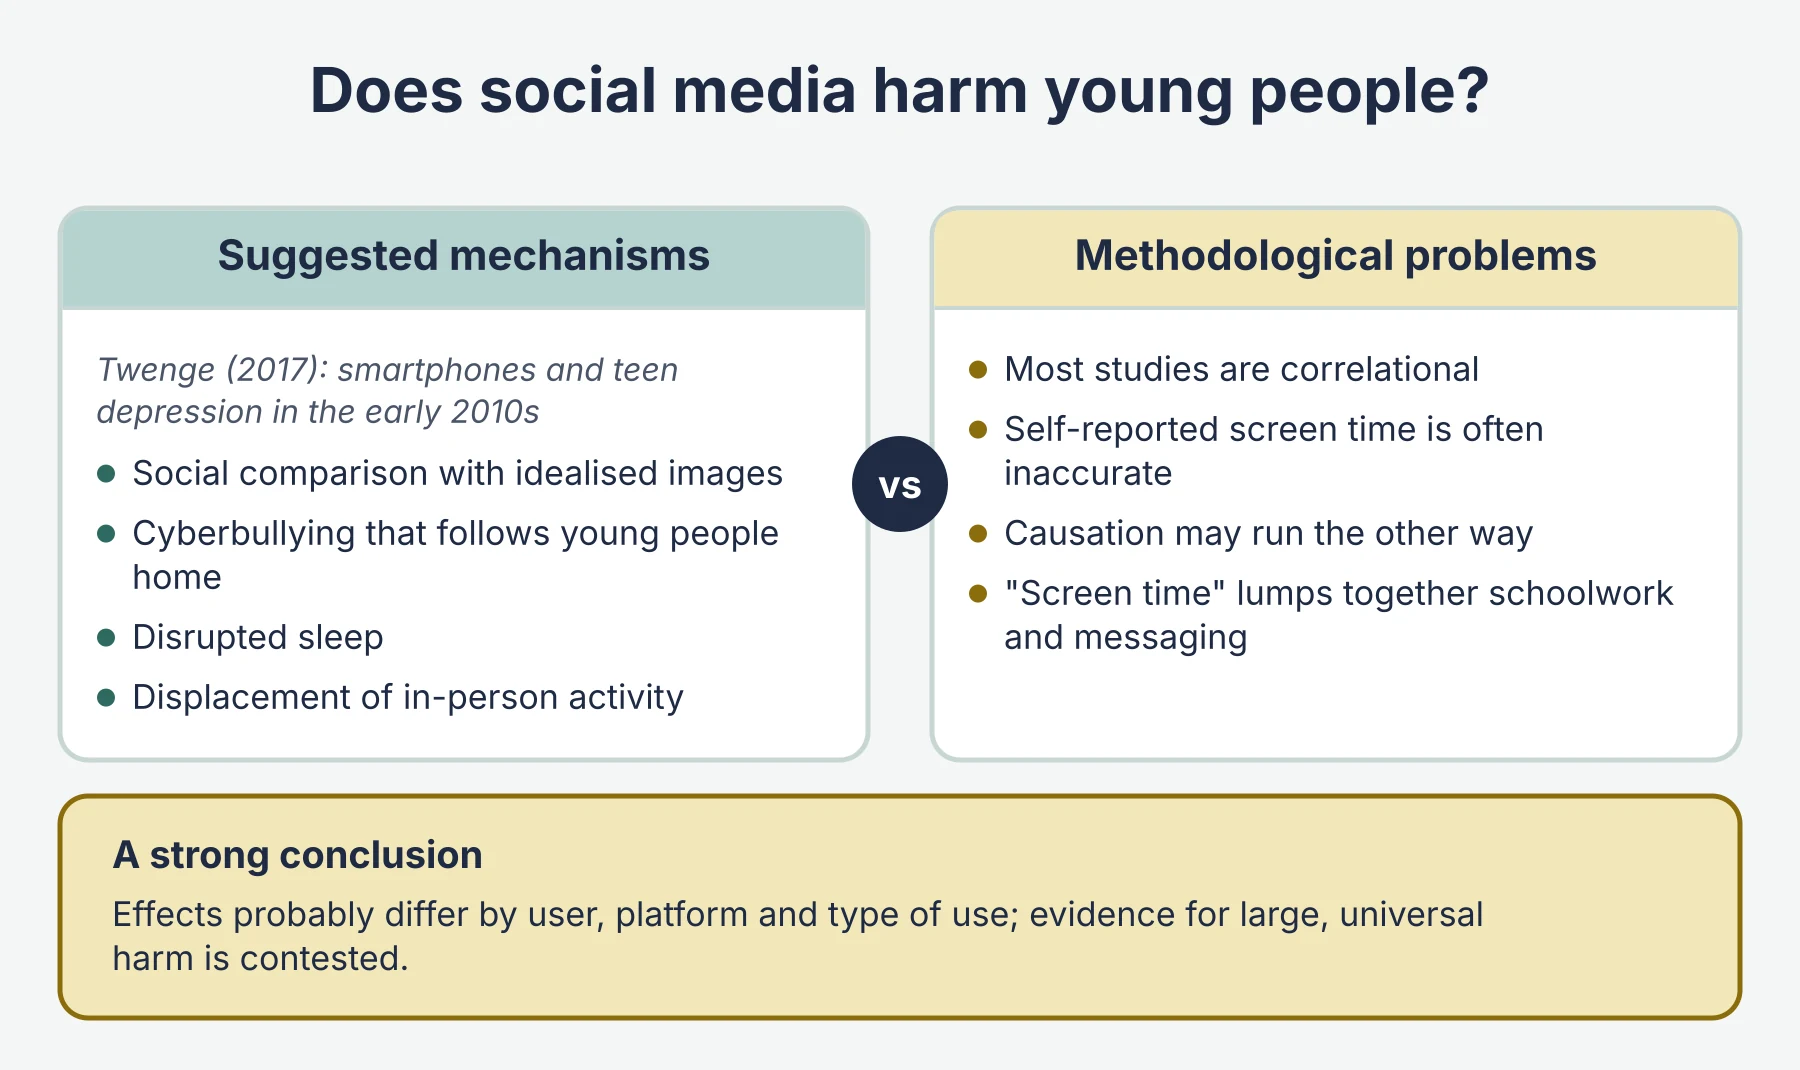 Does social media harm young people?
Suggested mechanisms
Twenge (2017): smartphones and teen
depression in the early 2010s
Social comparison with idealised images
Cyberbullying that follows young people
home
Disrupted sleep
Displacement of in-person activity
vs
Methodological problems
Most studies are correlational
Self-reported screen time is often
inaccurate
Causation may run the other way
"Screen time" lumps together schoolwork
and messaging
A strong conclusion
Effects probably differ by user, platform and type of use; evidence for large, universal
harm is contested.